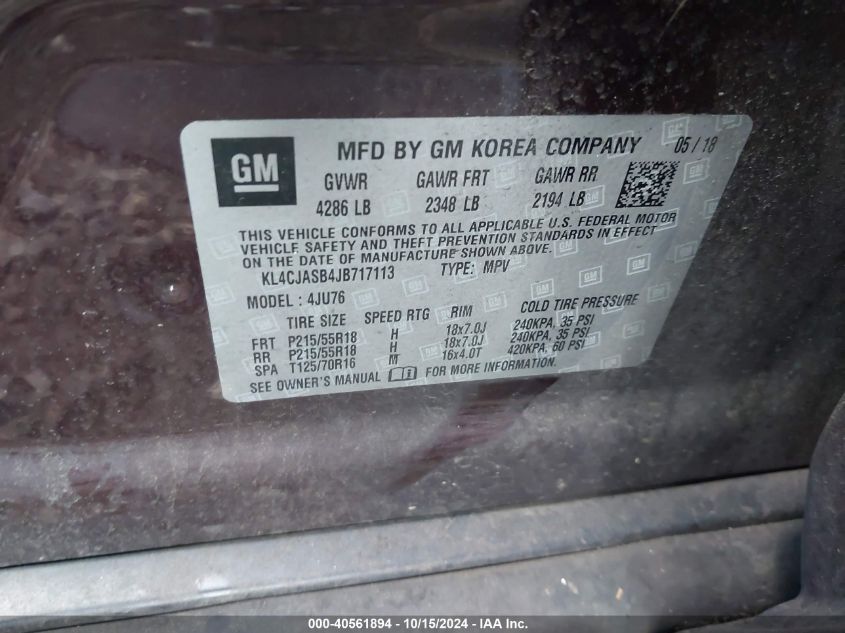 GM
MFD BY GM KOREA COMPANY 05/18
GVWR GAWR FRT GAWR RR
4286 LB 2348 LB 2194 LB
THIS VEHICLE CONFORMS TO ALL APPLICABLE U.S. FEDERAL MOTOR
VEHICLE SAFETY AND THEFT PREVENTION STANDARDS IN EFFECT
ON THE DATE OF MANUFACTURE SHOWN ABOVE.
KL4CJASB4JB717113 TYPE: MPV
MODEL: 4JU76
TIRE SIZE SPEED RTG RIM COLD TIRE PRESSURE
FRT P215/55R18 H 18x7.0J 240KPA, 35 PSI
RR P215/55R18 H 18x7.0J 240KPA, 35 PSI
SPA T125/70R16 M 16x4.0T 420KPA, 60 PSI
SEE OWNER'S MANUAL FOR MORE INFORMATION.
000-40561894 - 10/15/2024 - IAA Inc.